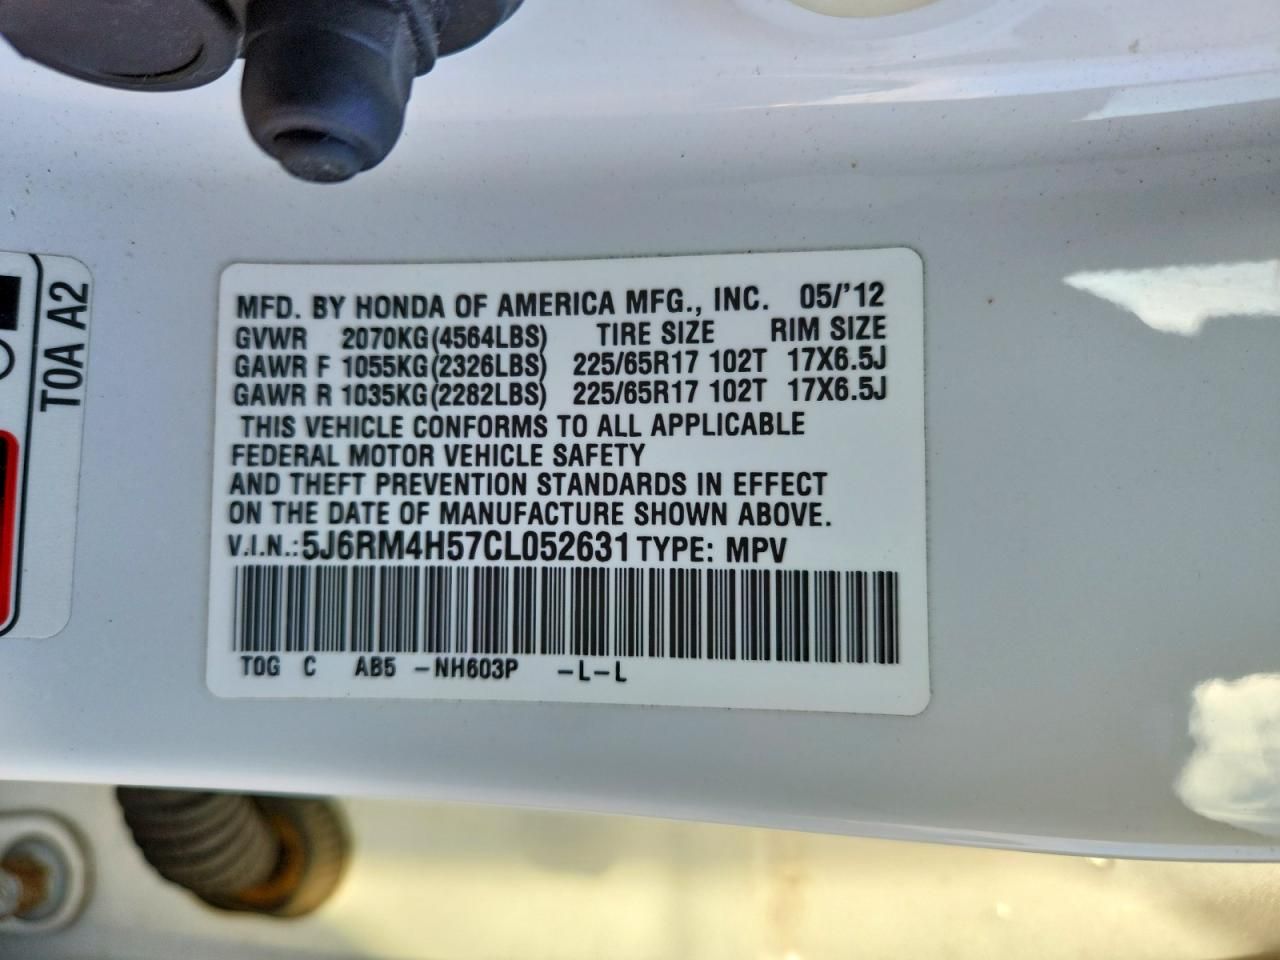 MFD. BY HONDA OF AMERICA MFG., INC. 05/'12
GVWR 2070KG(4564LBS) TIRE SIZE RIM SIZE
GAWR F 1055KG(2326LBS) 225/65R17 102T 17X6.5J
GAWR R 1035KG(2282LBS) 225/65R17 102T 17X6.5J
THIS VEHICLE CONFORMS TO ALL APPLICABLE
FEDERAL MOTOR VEHICLE SAFETY
AND THEFT PREVENTION STANDARDS IN EFFECT
ON THE DATE OF MANUFACTURE SHOWN ABOVE.
V.I.N.: 5J6RM4H57CL052631 TYPE: MPV
TOG C AB5 -NH603P -L-L
T0A A2